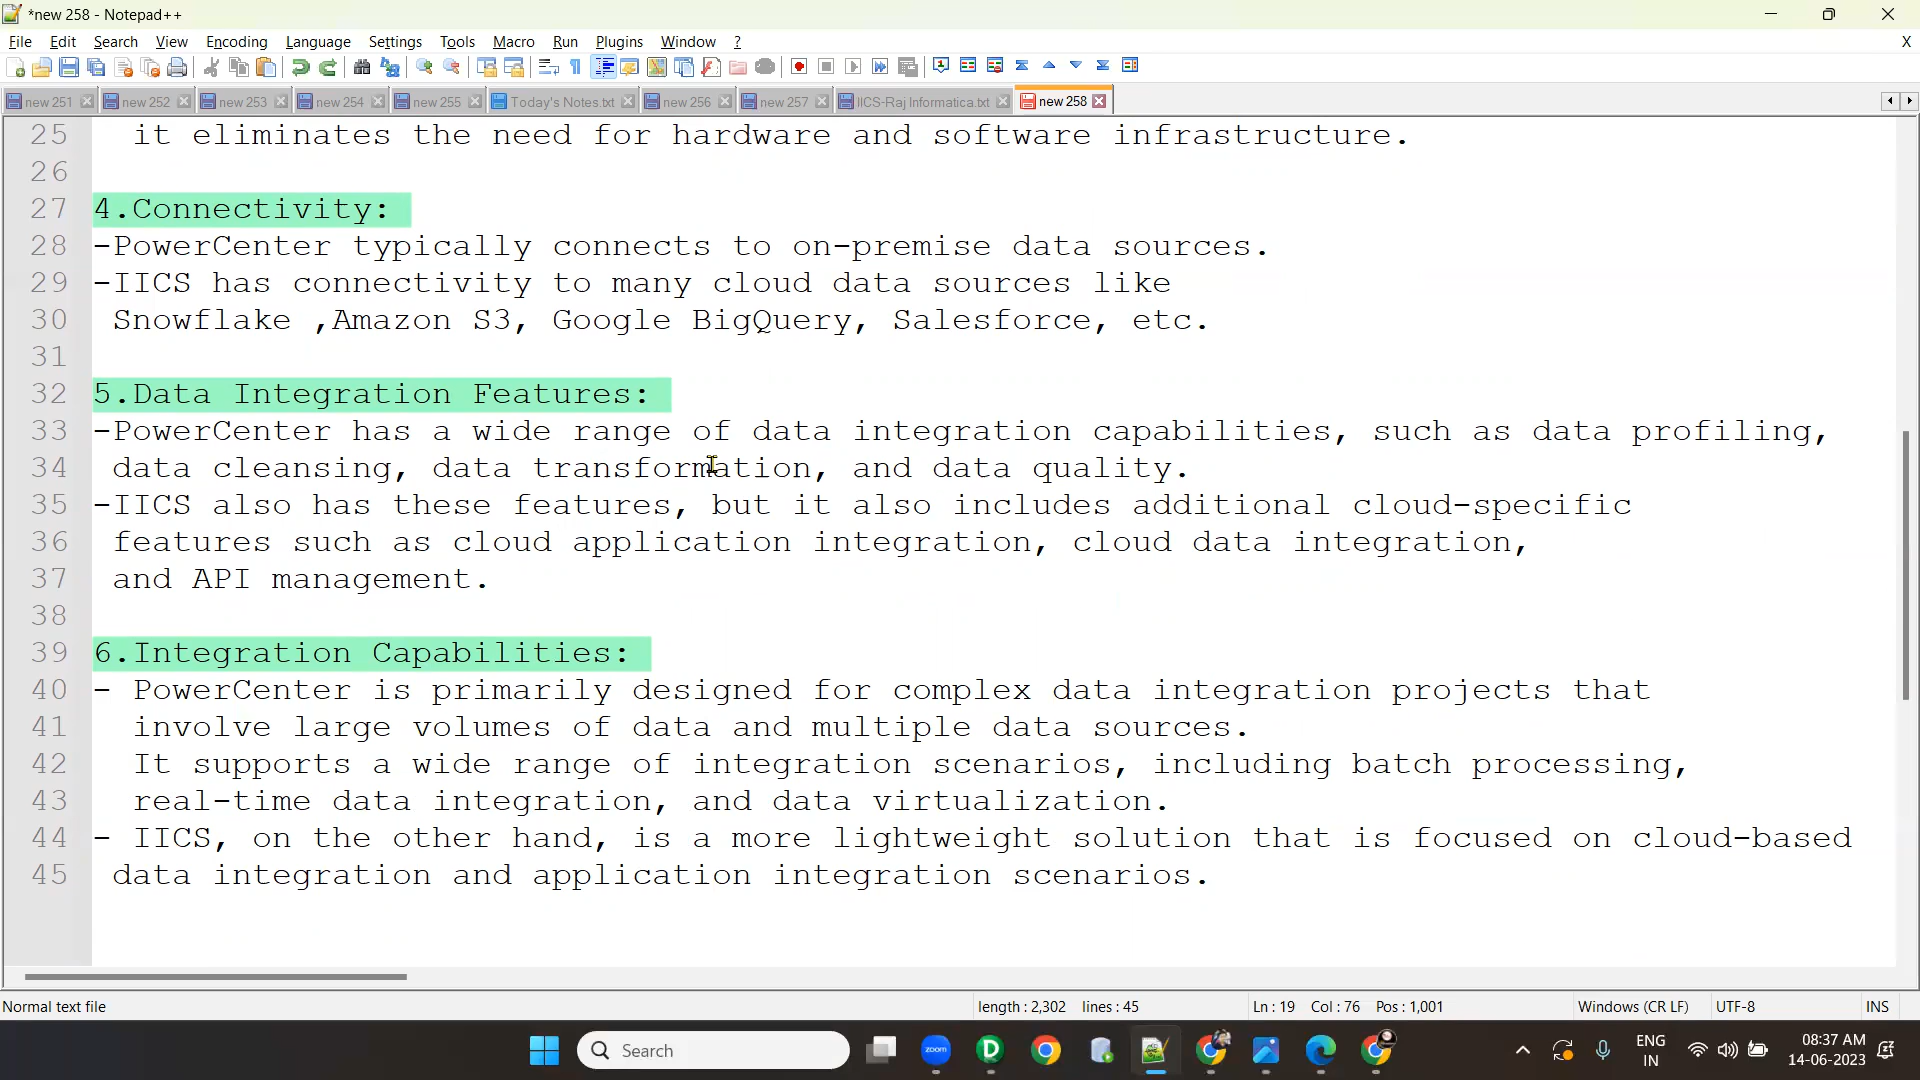 *new 258 - Notepad++
File Edit Search View Encoding Language Settings Tools Macro Run Plugins Window ? X
new 251 new 252 new 253 new 254 new 255 Today's Notes.txt new 256 new 257 IICS-Raj Informatica.txt new 258
25 it eliminates the need for hardware and software infrastructure.
26
27 4.Connectivity:
28 -PowerCenter typically connects to on-premise data sources.
29 -IICS has connectivity to many cloud data sources like
30 Snowflake ,Amazon S3, Google BigQuery, Salesforce, etc.
31
32 5.Data Integration Features:
33 -PowerCenter has a wide range of data integration capabilities, such as data profiling,
34 data cleansing, data transformation, and data quality.
35 -IICS also has these features, but it also includes additional cloud-specific
36 features such as cloud application integration, cloud data integration,
37 and API management.
38
39 6.Integration Capabilities:
40 - PowerCenter is primarily designed for complex data integration projects that
41 involve large volumes of data and multiple data sources.
42 It supports a wide range of integration scenarios, including batch processing,
43 real-time data integration, and data virtualization.
44 - IICS, on the other hand, is a more lightweight solution that is focused on cloud-based
45 data integration and application integration scenarios.
Normal text file length : 2,302 lines : 45 Ln : 19 Col : 76 Pos : 1,001 Windows (CR LF) UTF-8 INS
Search zoom ENG 08:37 AM
IN 14-06-2023